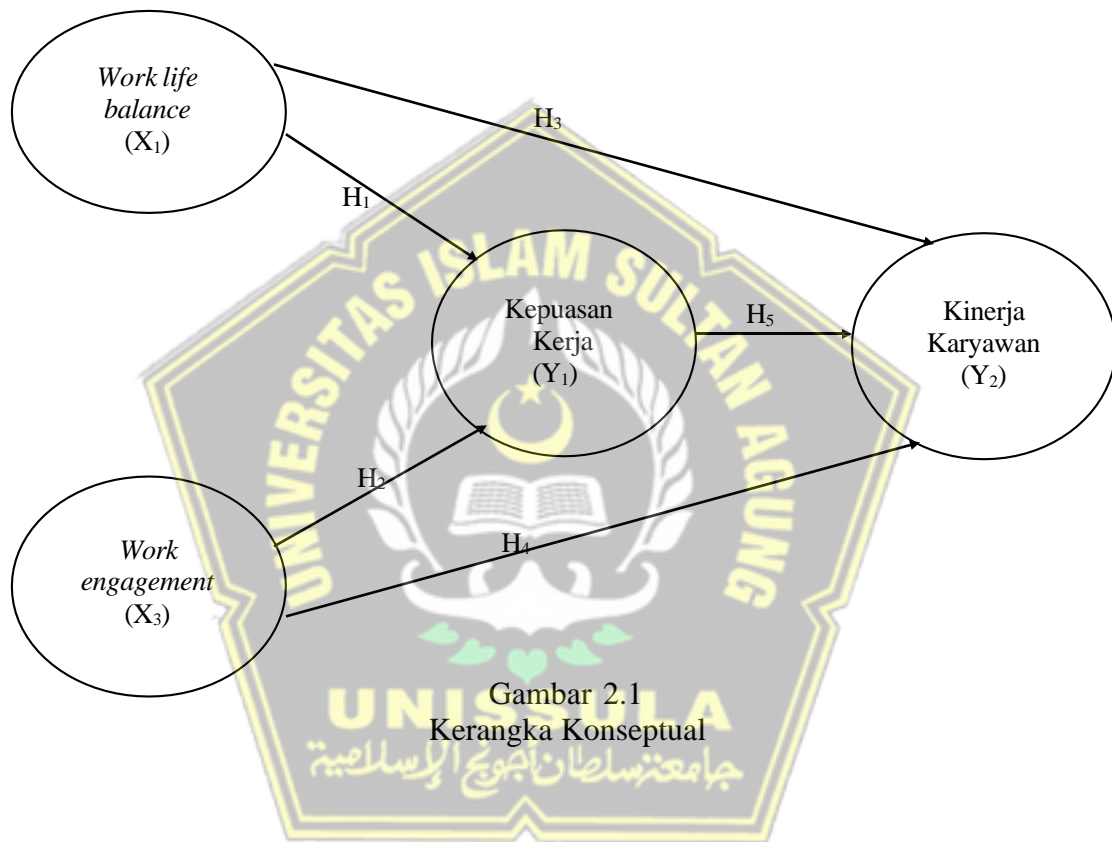 Work life
balance
(X₁)
H₃
H₁
Kepuasan
Kerja
(Y₁)
H₅
Kinerja
Karyawan
(Y₂)
H₂
H₄
Work
engagement
(X₃)
UNIVERSITAS ISLAM SULTAN AGUNG
Gambar 2.1
Kerangka Konseptual
UNISSULA
جامعة سلطان أجونج الإسلامية